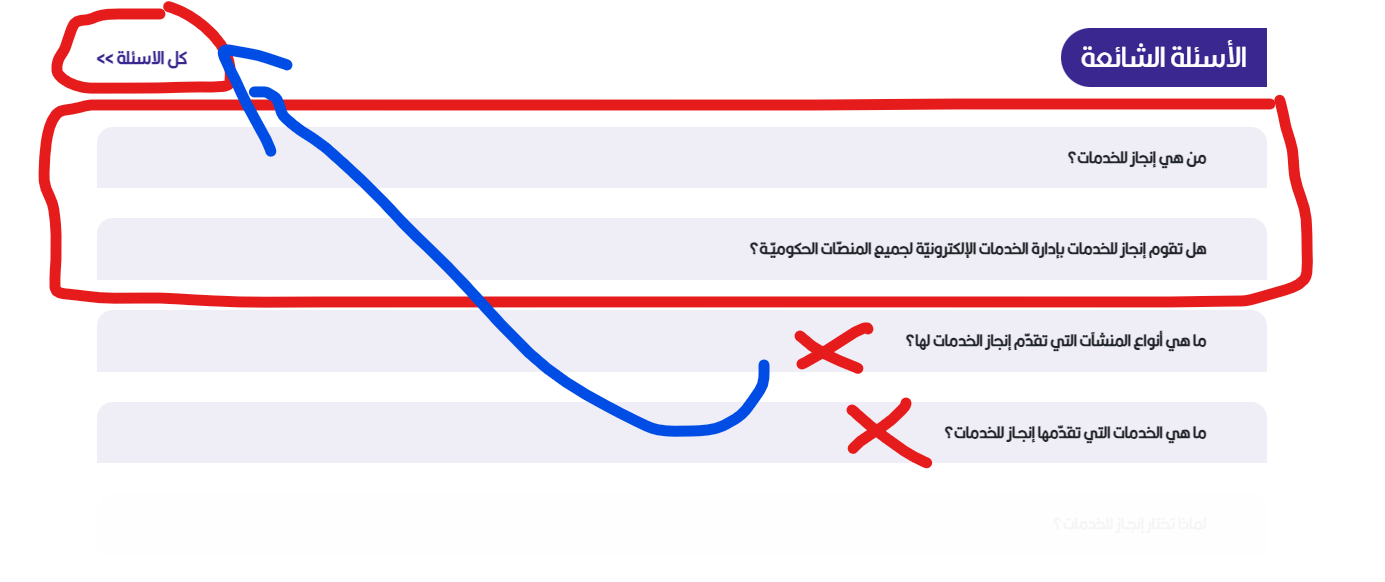 الأسئلة الشائعة
كل الاسئلة >>
من هي إنجاز للخدمات؟
هل تقوم إنجاز للخدمات بإدارة الخدمات الإلكترونيّة لجميع المنصّات الحكوميّة؟
ما هي أنواع المنشآت التي تقدّم إنجاز الخدمات لها؟
ما هي الخدمات التي تقدّمها إنجاز للخدمات؟
لماذا تختار إنجاز للخدمات؟